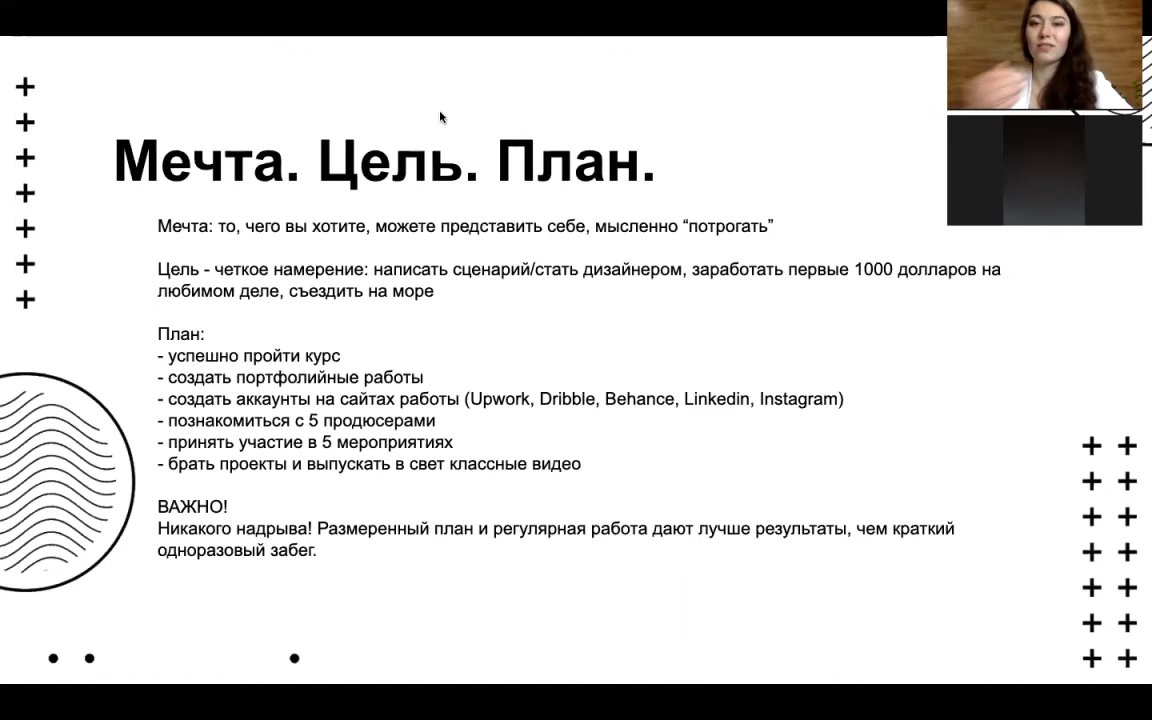 Мечта. Цель. План.
Мечта: то, чего вы хотите, можете представить себе, мысленно “потрогать”
Цель - четкое намерение: написать сценарий/стать дизайнером, заработать первые 1000 долларов на
любимом деле, съездить на море
План:
- успешно пройти курс
- создать портфолийные работы
- создать аккаунты на сайтах работы (Upwork, Dribble, Behance, Linkedin, Instagram)
- познакомиться с 5 продюсерами
- принять участие в 5 мероприятиях
- брать проекты и выпускать в свет классные видео
ВАЖНО!
Никакого надрыва! Размеренный план и регулярная работа дают лучше результаты, чем краткий
одноразовый забег.